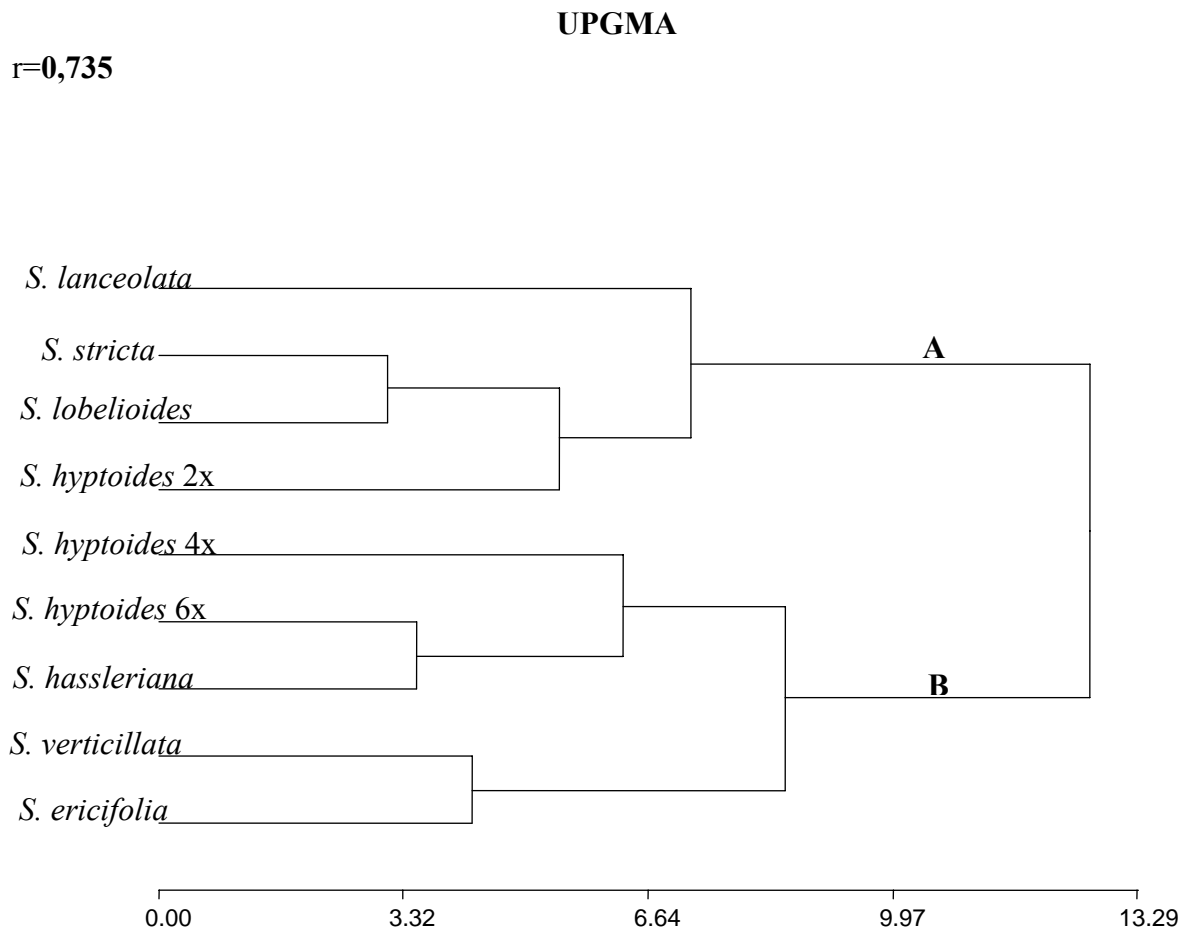 UPGMA
r=0,735
S. lanceolata
A
S. stricta
S. lobelioides
S. hyptoides 2x
S. hyptoides 4x
S. hyptoides 6x
S. hassleriana
B
S. verticillata
S. ericifolia
0.00 3.32 6.64 9.97 13.29